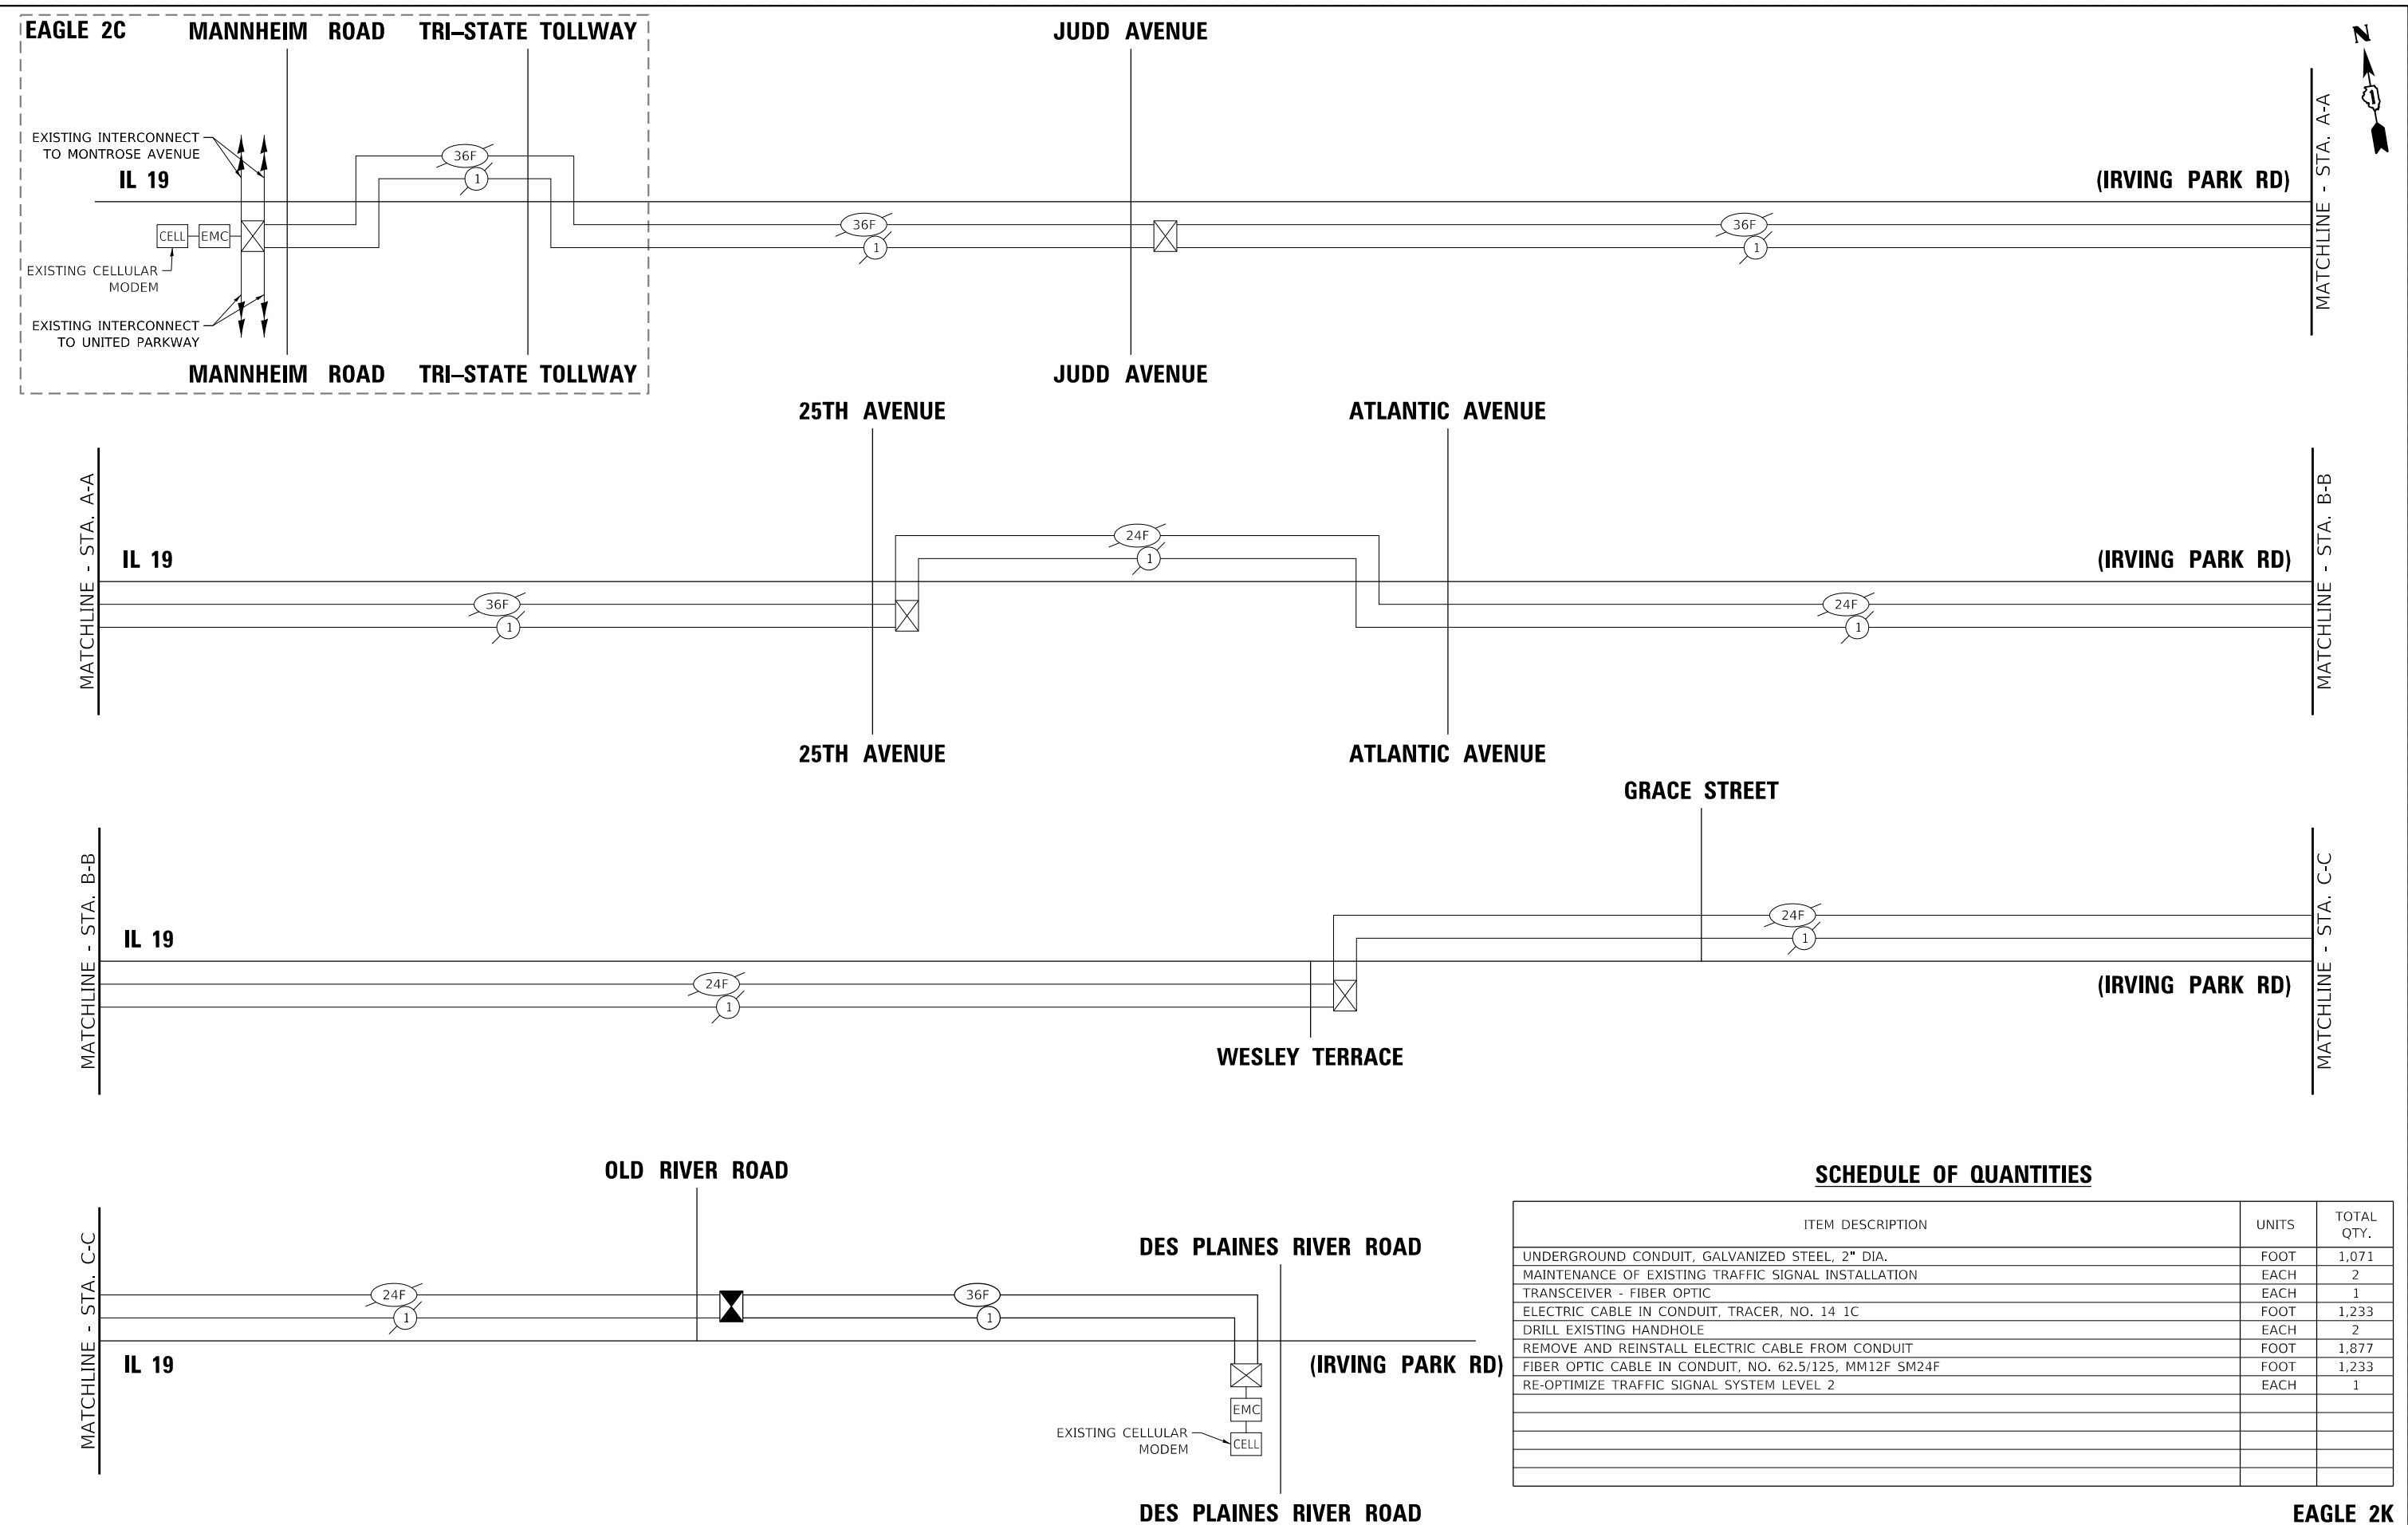 EAGLE 2C
MANNHEIM ROAD
TRI–STATE TOLLWAY
JUDD AVENUE
N
1
EXISTING INTERCONNECT
TO MONTROSE AVENUE
36F
1
IL 19
(IRVING PARK RD)
MATCHLINE - STA. A-A
CELL
EMC
36F
1
36F
1
EXISTING CELLULAR
MODEM
EXISTING INTERCONNECT
TO UNITED PARKWAY
MANNHEIM ROAD
TRI–STATE TOLLWAY
JUDD AVENUE
25TH AVENUE
ATLANTIC AVENUE
MATCHLINE - STA. A-A
IL 19
24F
1
(IRVING PARK RD)
MATCHLINE - STA. B-B
36F
1
24F
1
25TH AVENUE
ATLANTIC AVENUE
GRACE STREET
MATCHLINE - STA. B-B
IL 19
24F
1
24F
1
(IRVING PARK RD)
MATCHLINE - STA. C-C
WESLEY TERRACE
OLD RIVER ROAD
DES PLAINES RIVER ROAD
MATCHLINE - STA. C-C
24F
1
36F
1
IL 19
(IRVING PARK RD)
EMC
EXISTING CELLULAR
MODEM
CELL
DES PLAINES RIVER ROAD
SCHEDULE OF QUANTITIES
ITEM DESCRIPTION UNITS TOTAL
QTY.
UNDERGROUND CONDUIT, GALVANIZED STEEL, 2" DIA. FOOT 1,071
MAINTENANCE OF EXISTING TRAFFIC SIGNAL INSTALLATION EACH 2
TRANSCEIVER - FIBER OPTIC EACH 1
ELECTRIC CABLE IN CONDUIT, TRACER, NO. 14 1C FOOT 1,233
DRILL EXISTING HANDHOLE EACH 2
REMOVE AND REINSTALL ELECTRIC CABLE FROM CONDUIT FOOT 1,877
FIBER OPTIC CABLE IN CONDUIT, NO. 62.5/125, MM12F SM24F FOOT 1,233
RE-OPTIMIZE TRAFFIC SIGNAL SYSTEM LEVEL 2 EACH 1
EAGLE 2K